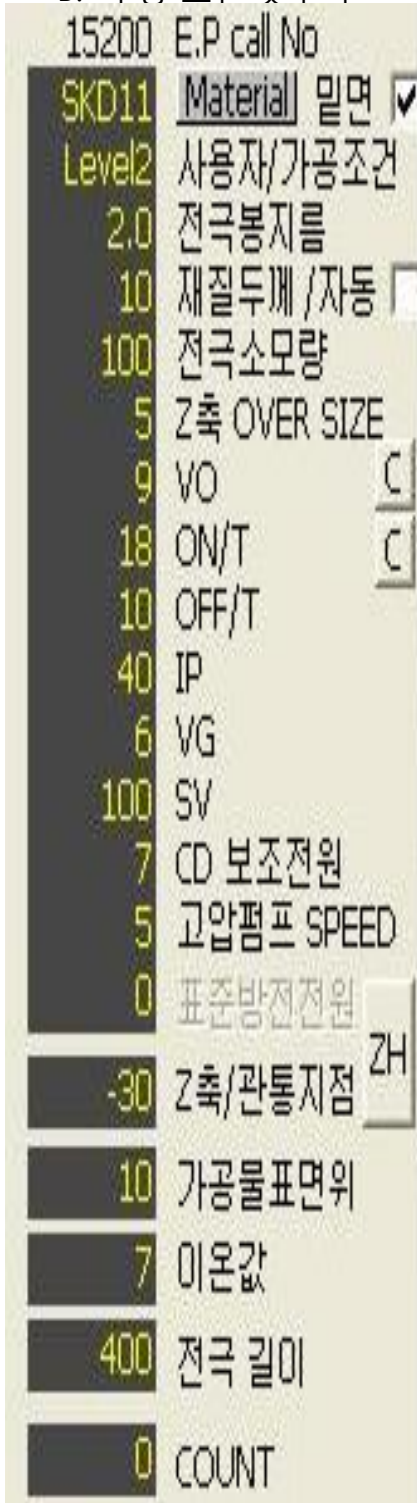 15200 E.P call No
SKD11 Material 밑면
Level2 사용자/가공조건
2.0 전극봉지름
10 재질두께 /자동
100 전극소모량
5 Z축 OVER SIZE
9 VO C
18 ON/T C
10 OFF/T
40 IP
6 VG
100 SV
7 CD 보조전원
5 고압펌프 SPEED
0 표준방전전원
-30 Z축/관통지점 ZH
10 가공물표면위
7 이온값
400 전극 길이
0 COUNT